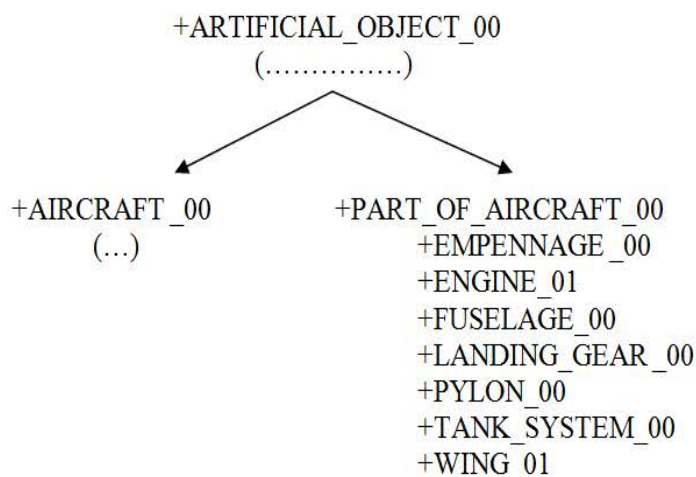 +ARTIFICIAL_OBJECT_00
(……………)
+AIRCRAFT_00
(…)
+PART_OF_AIRCRAFT_00
+EMPENNAGE_00
+ENGINE_01
+FUSELAGE_00
+LANDING_GEAR_00
+PYLON_00
+TANK_SYSTEM_00
+WING_01